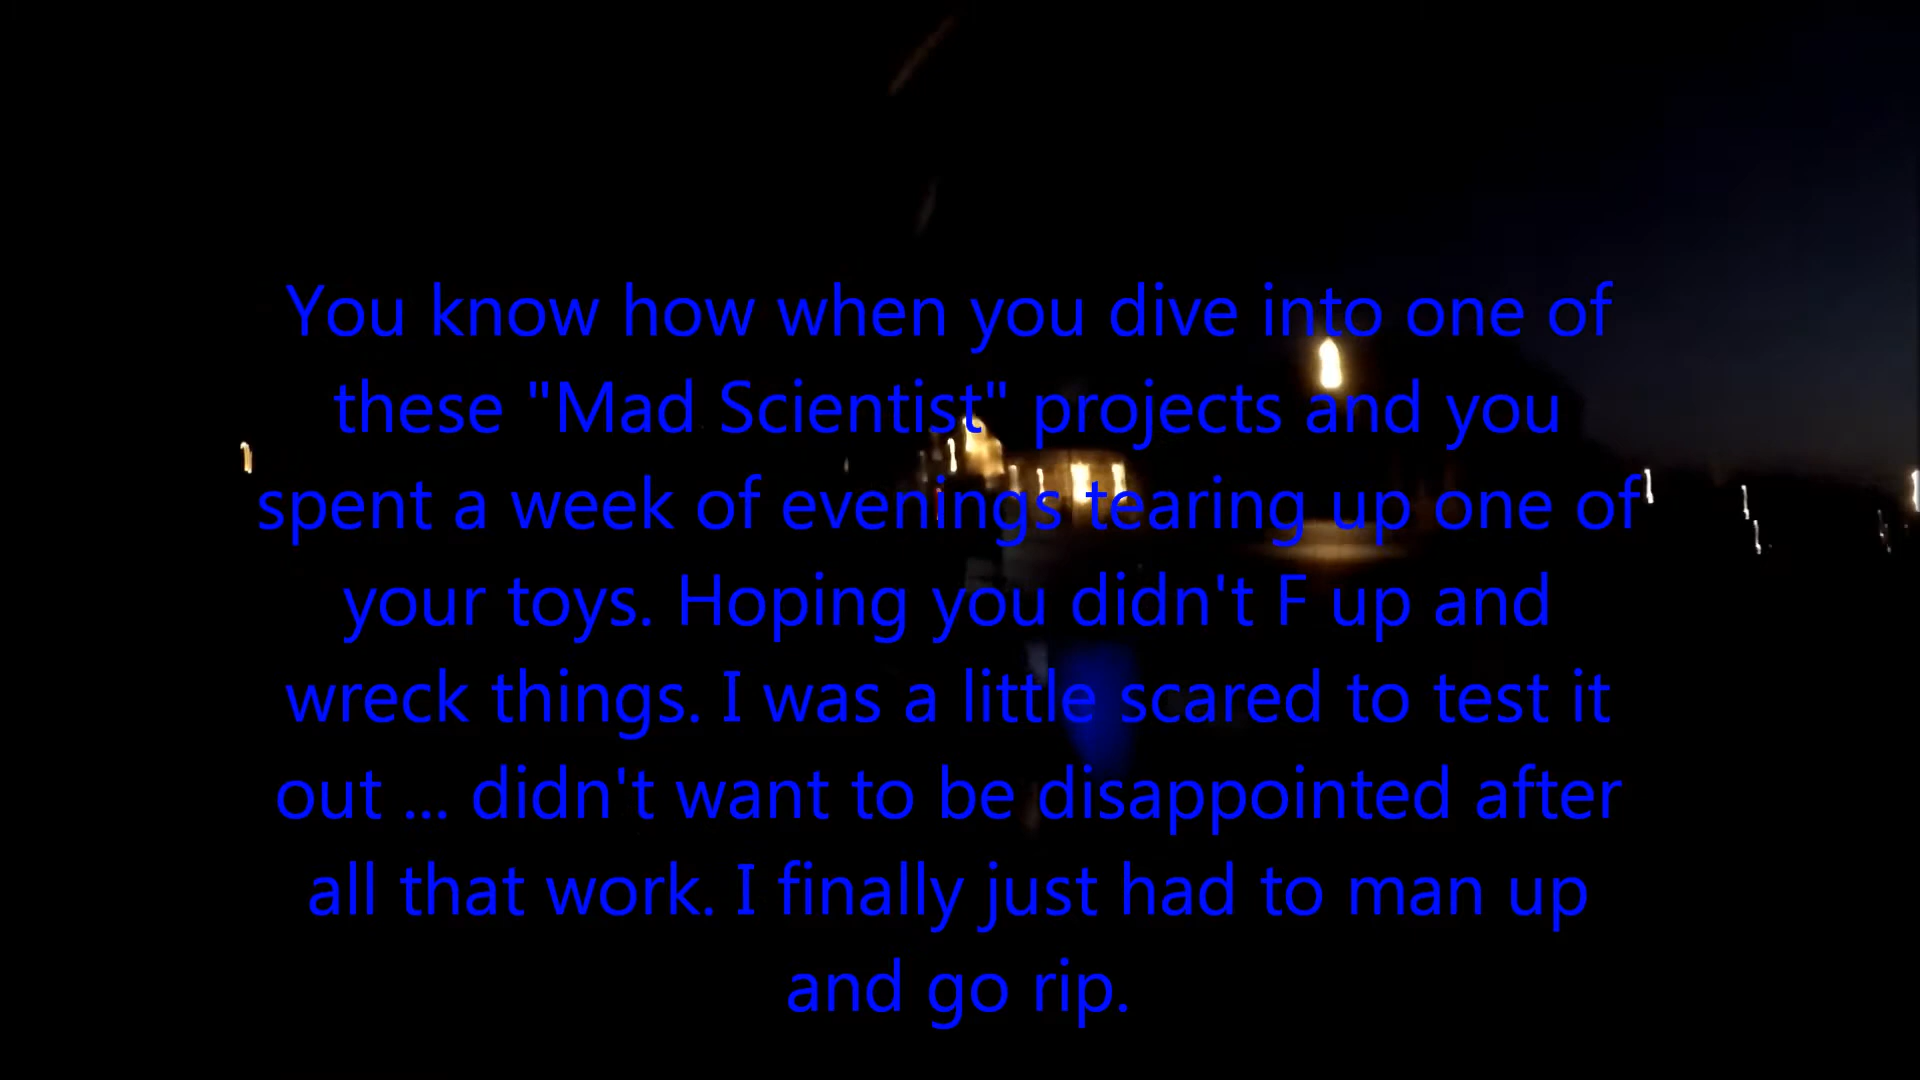 You know how when you dive into one of
these "Mad Scientist" projects and you
spent a week of evenings tearing up one of
your toys. Hoping you didn't F up and
wreck things. I was a little scared to test it
out ... didn't want to be disappointed after
all that work. I finally just had to man up
and go rip.